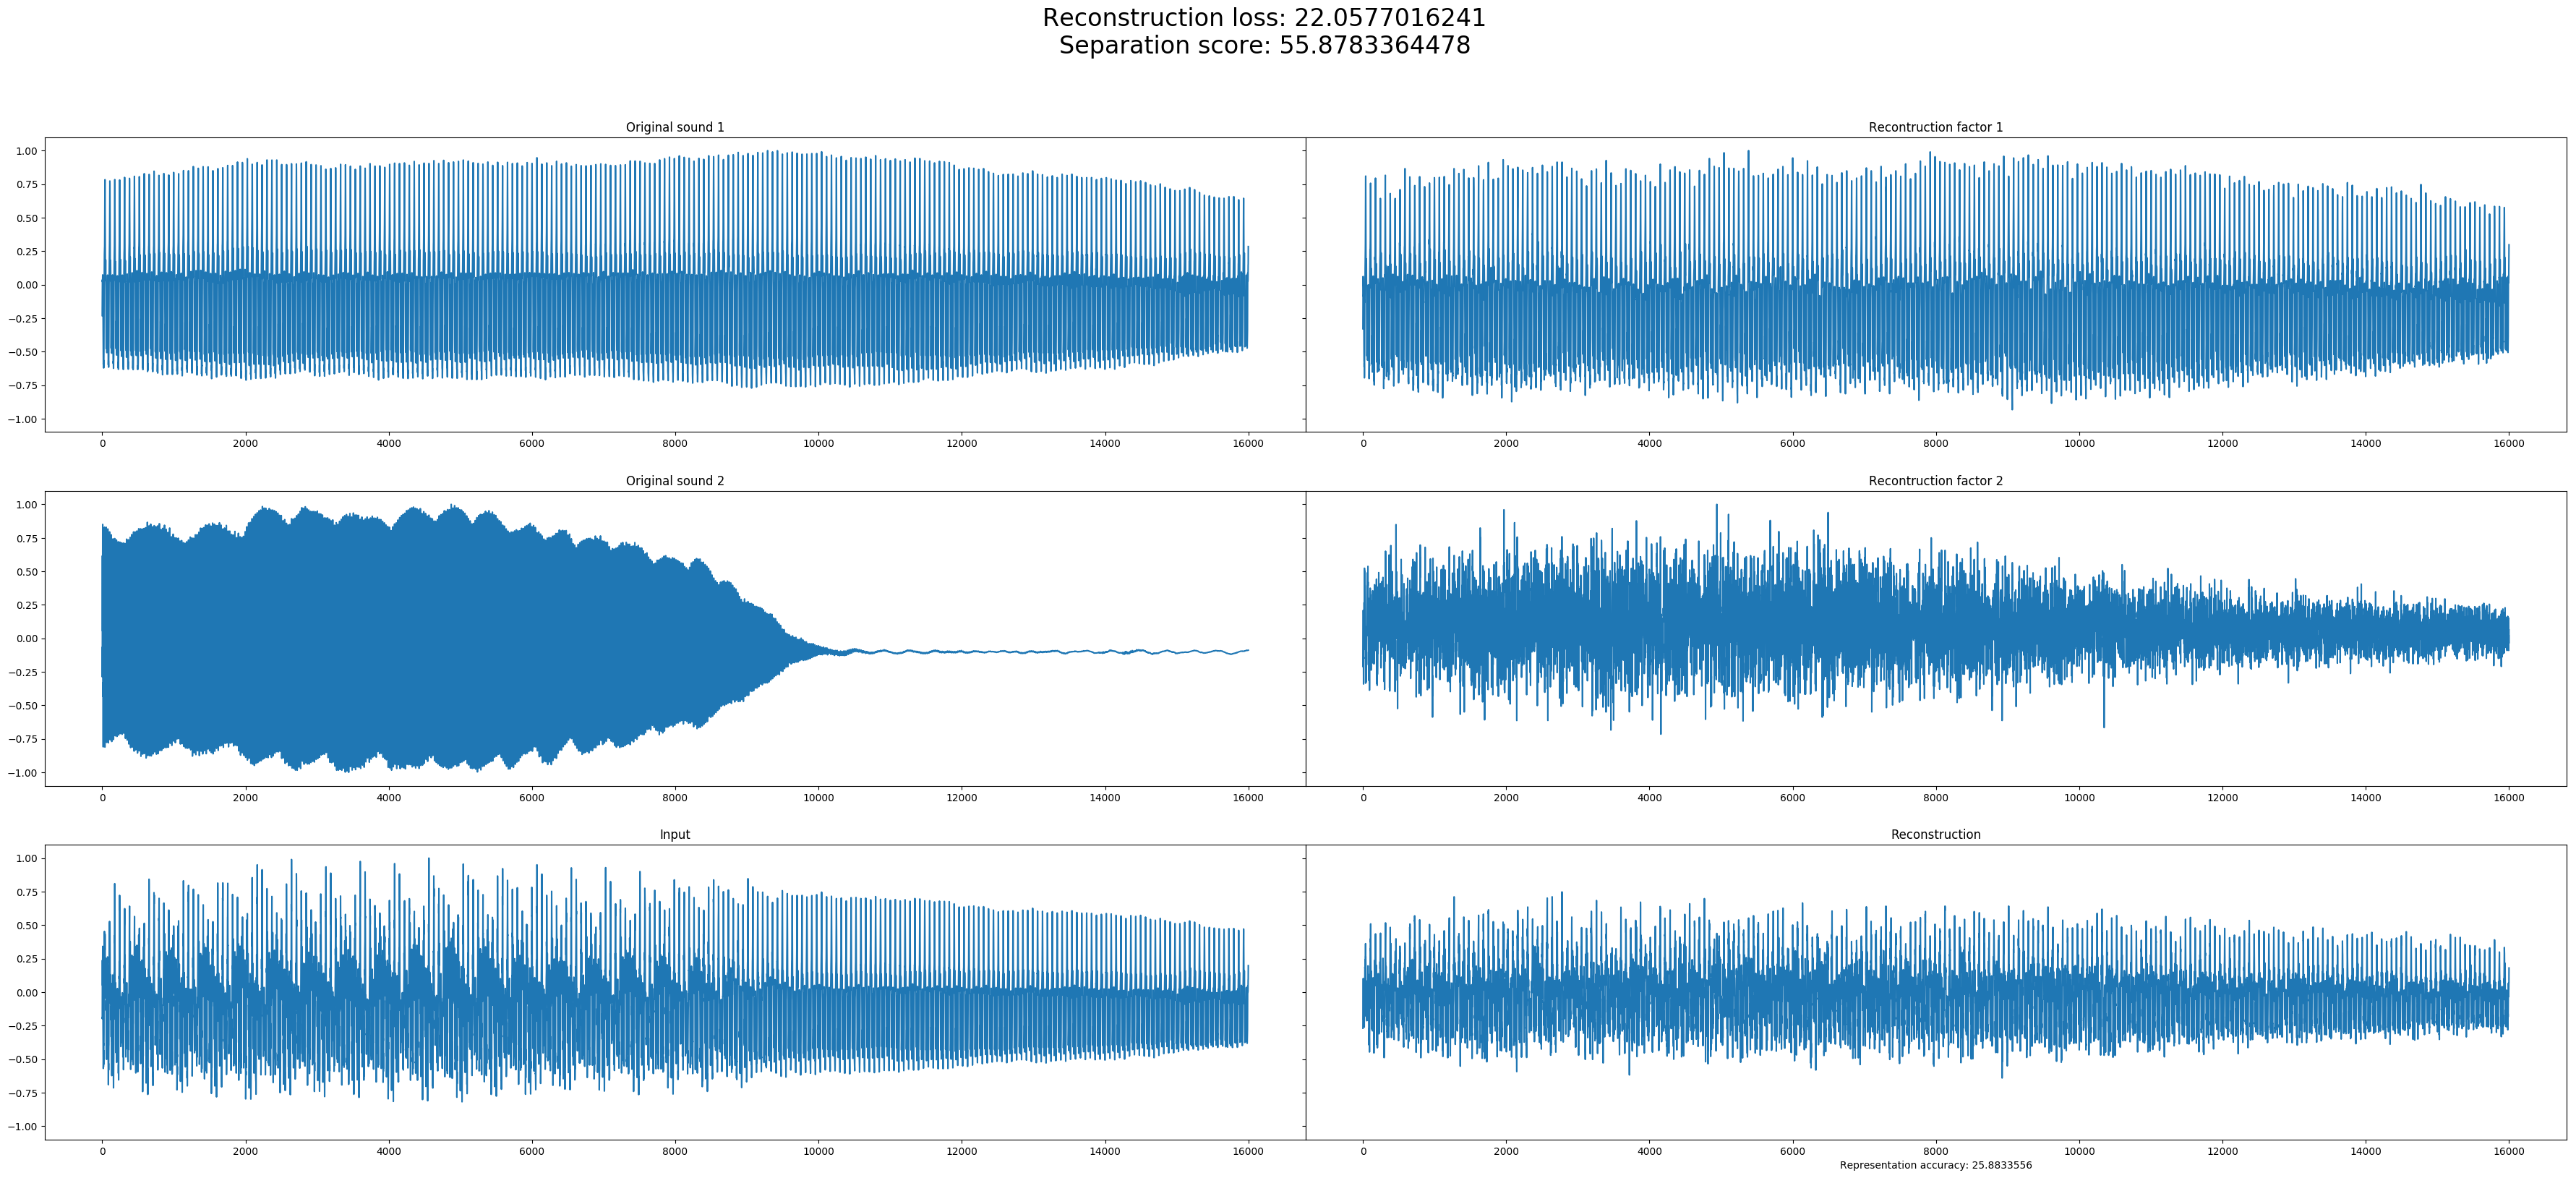 Reconstruction loss: 22.0577016241
Separation score: 55.8783364478
Original sound 1
Recontruction factor 1
1.00
0.75
0.50
0.25
0.00
−0.25
−0.50
−0.75
−1.00
0 2000 4000 6000 8000 10000 12000 14000 16000
0 2000 4000 6000 8000 10000 12000 14000 16000
Original sound 2
Recontruction factor 2
1.00
0.75
0.50
0.25
0.00
−0.25
−0.50
−0.75
−1.00
0 2000 4000 6000 8000 10000 12000 14000 16000
0 2000 4000 6000 8000 10000 12000 14000 16000
Input
Reconstruction
1.00
0.75
0.50
0.25
0.00
−0.25
−0.50
−0.75
−1.00
0 2000 4000 6000 8000 10000 12000 14000 16000
0 2000 4000 6000 8000 10000 12000 14000 16000
Representation accuracy: 25.8833556